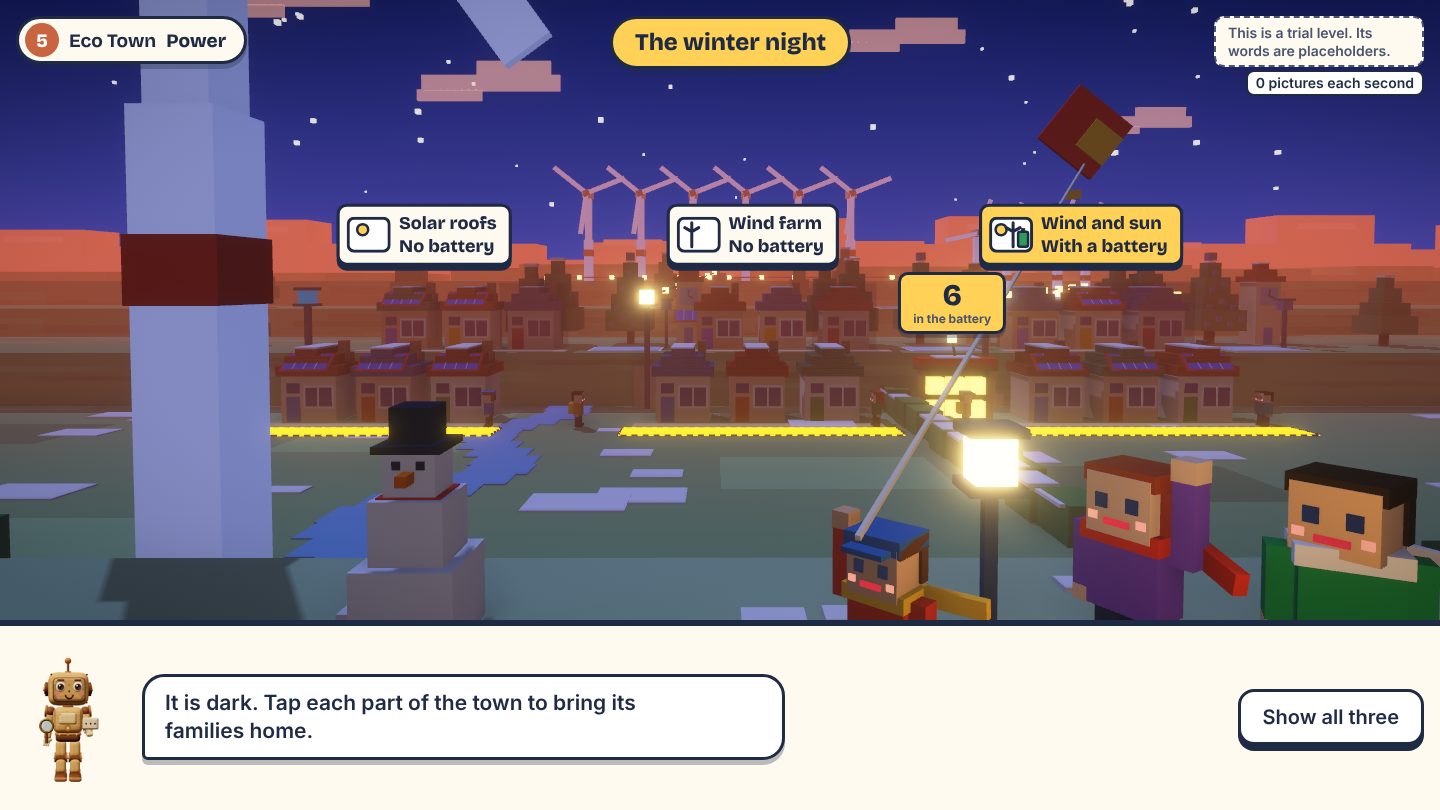 5 Eco Town Power
The winter night
This is a trial level. Its
words are placeholders.
0 pictures each second
Solar roofs
No battery
Wind farm
No battery
Wind and sun
With a battery
6
in the battery
It is dark. Tap each part of the town to bring its
families home.
Show all three